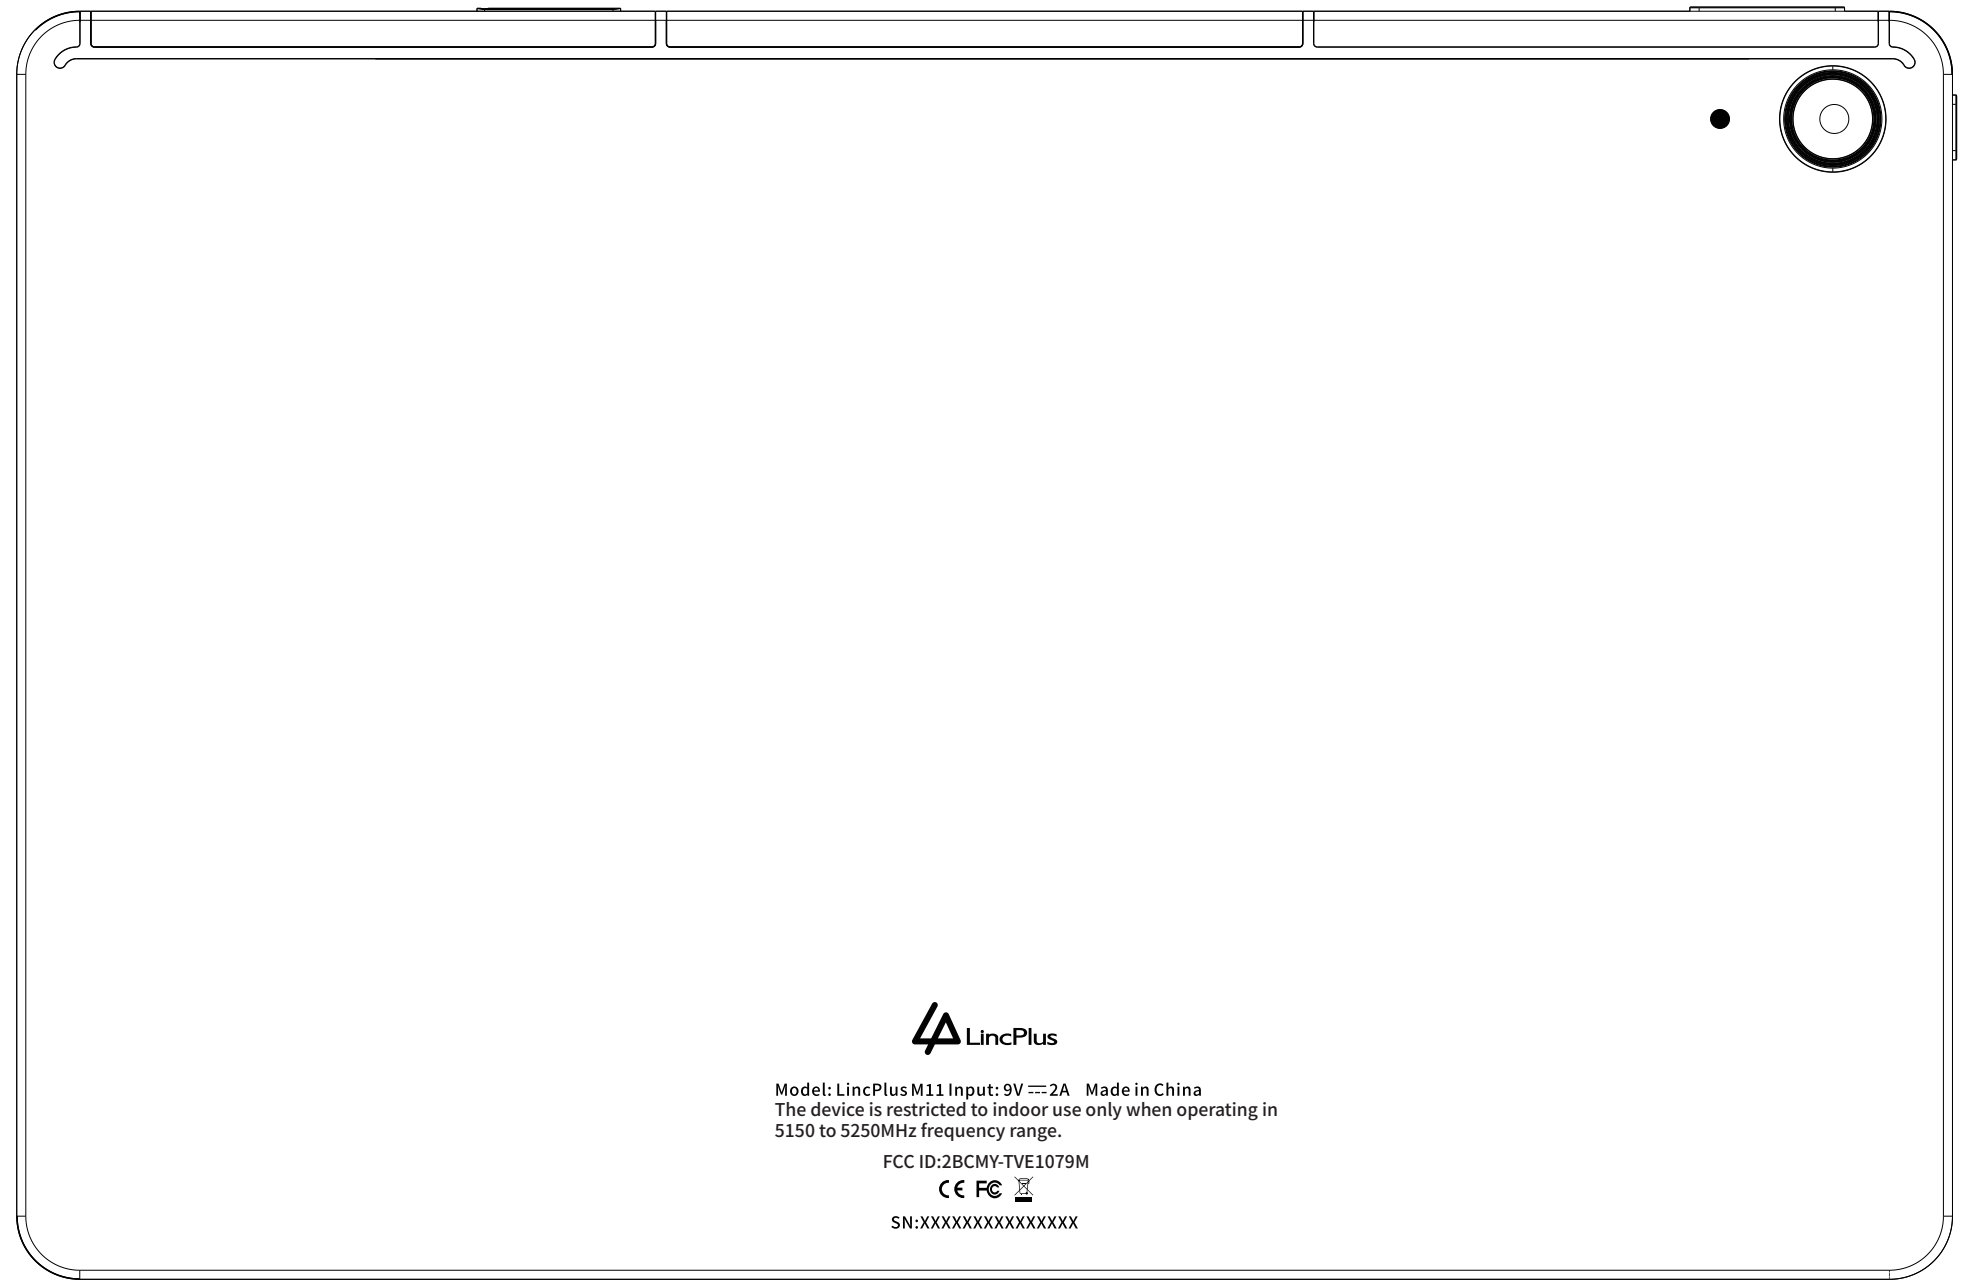 LincPlus
Model: LincPlus M11 Input: 9V ⎓ 2A Made in China
The device is restricted to indoor use only when operating in
5150 to 5250MHz frequency range.
FCC ID:2BCMY-TVE1079M
CE FC
SN:XXXXXXXXXXXXXXX